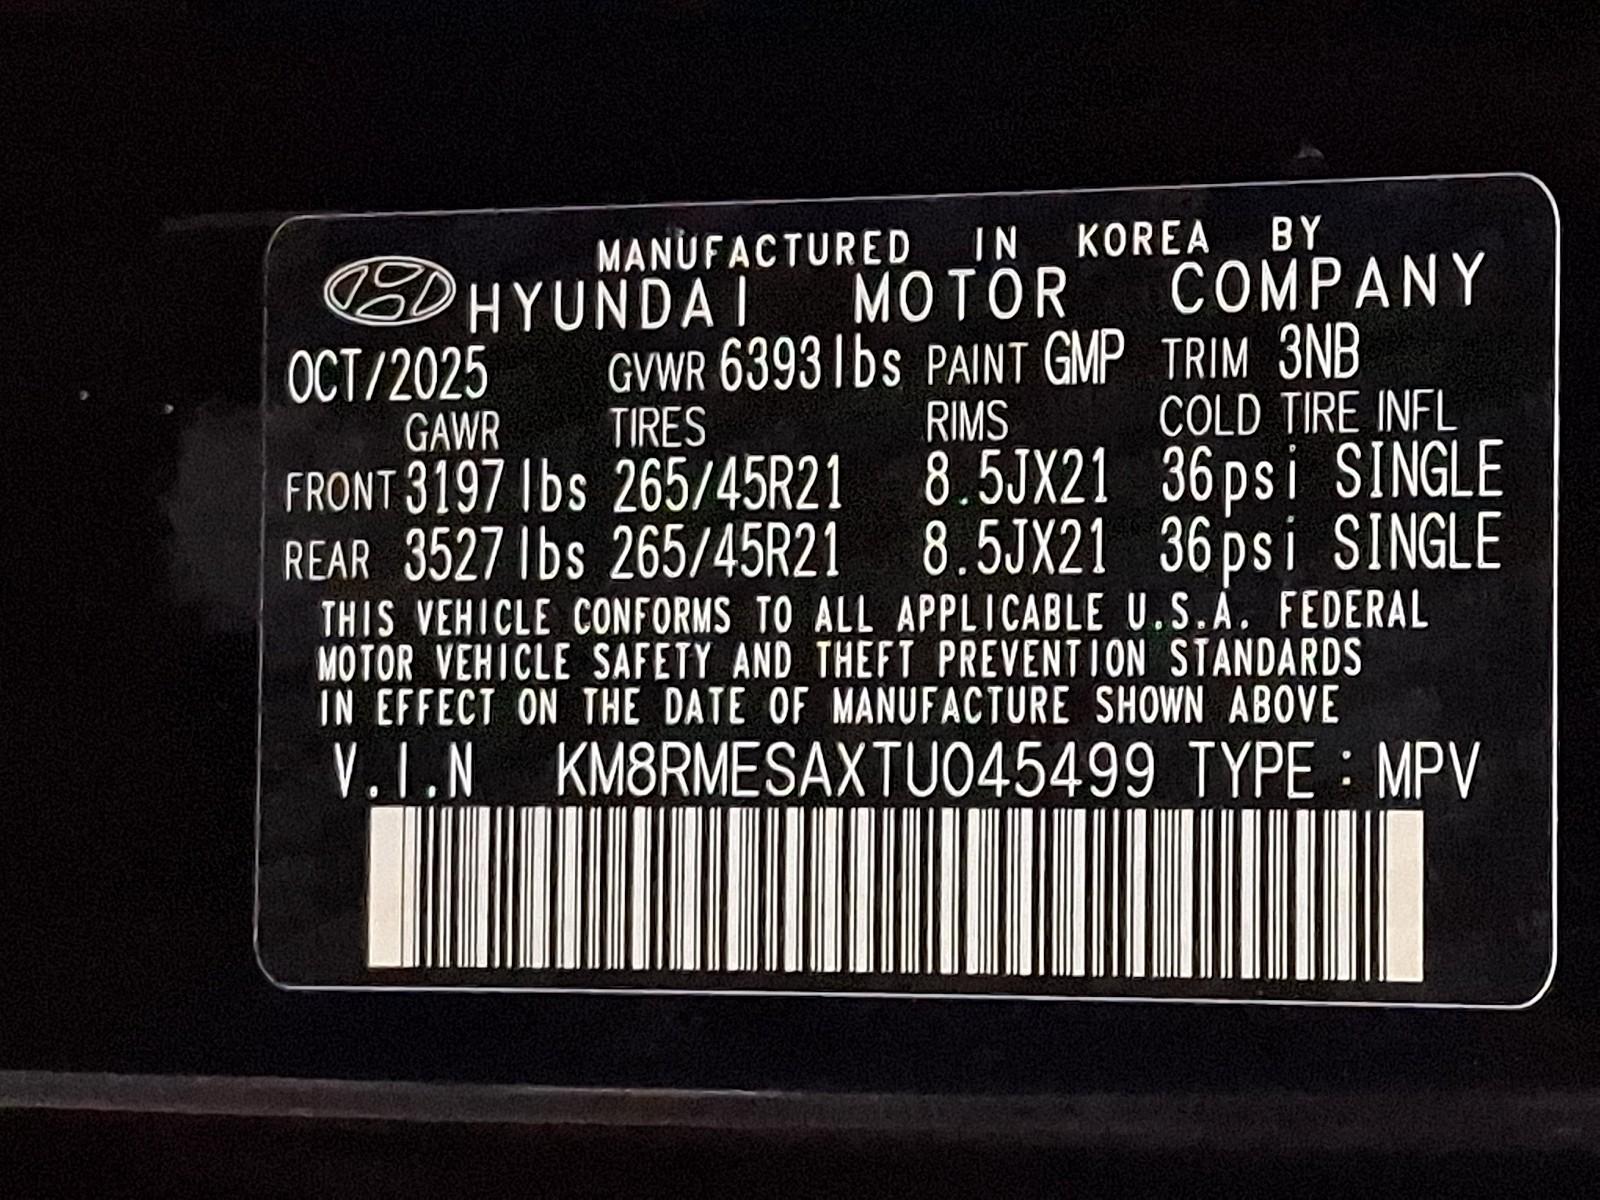 MANUFACTURED IN KOREA BY
HYUNDAI MOTOR COMPANY
OCT/2025 GVWR 6393lbs PAINT GMP TRIM 3NB
GAWR TIRES RIMS COLD TIRE INFL
FRONT 3197lbs 265/45R21 8.5JX21 36psi SINGLE
REAR 3527lbs 265/45R21 8.5JX21 36psi SINGLE
THIS VEHICLE CONFORMS TO ALL APPLICABLE U.S.A. FEDERAL
MOTOR VEHICLE SAFETY AND THEFT PREVENTION STANDARDS
IN EFFECT ON THE DATE OF MANUFACTURE SHOWN ABOVE
V.I.N KM8RMESAXTU045499 TYPE : MPV